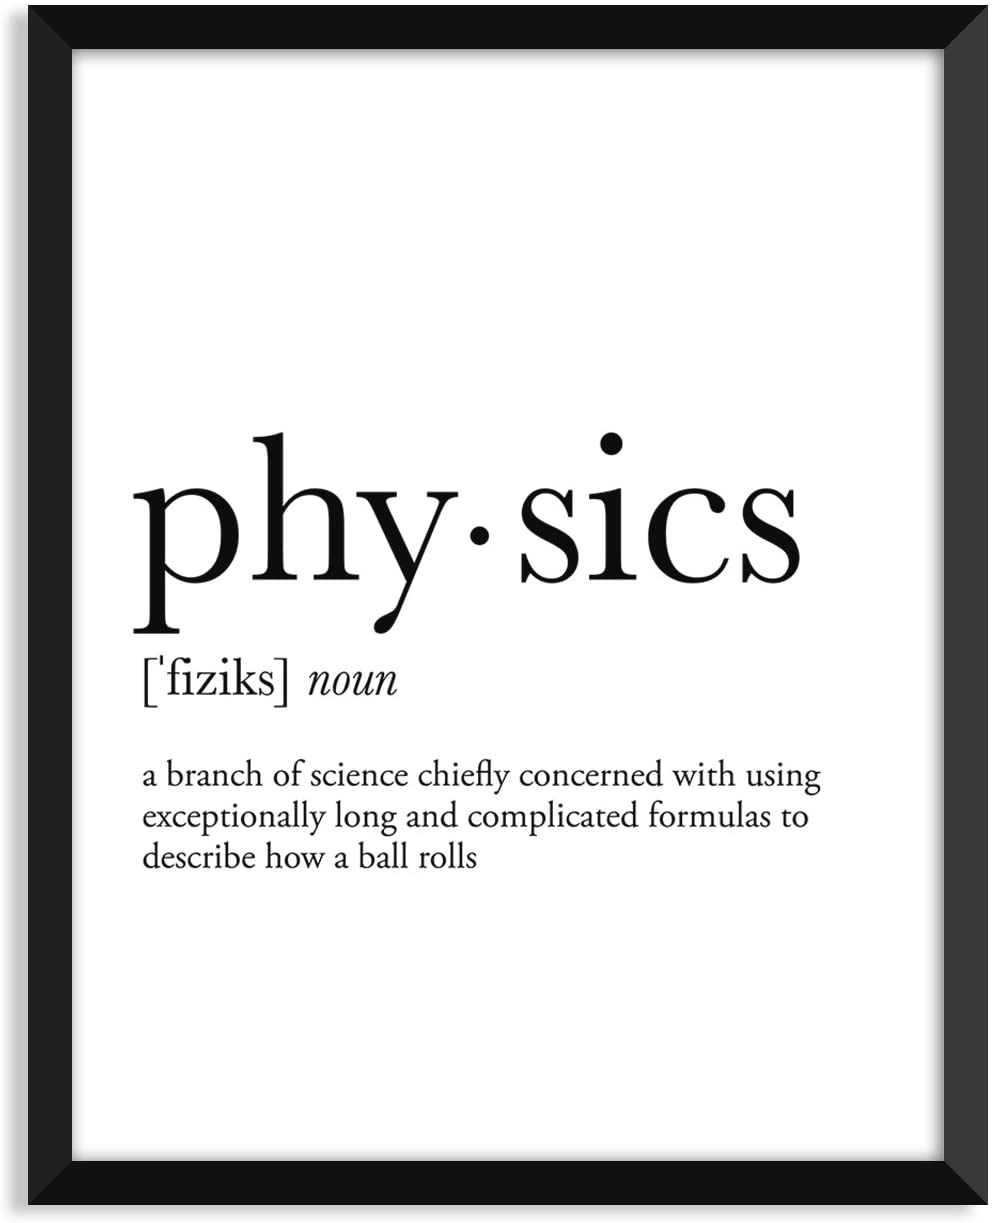 phy·sics
[ˈfiziks] noun
a branch of science chiefly concerned with using
exceptionally long and complicated formulas to
describe how a ball rolls